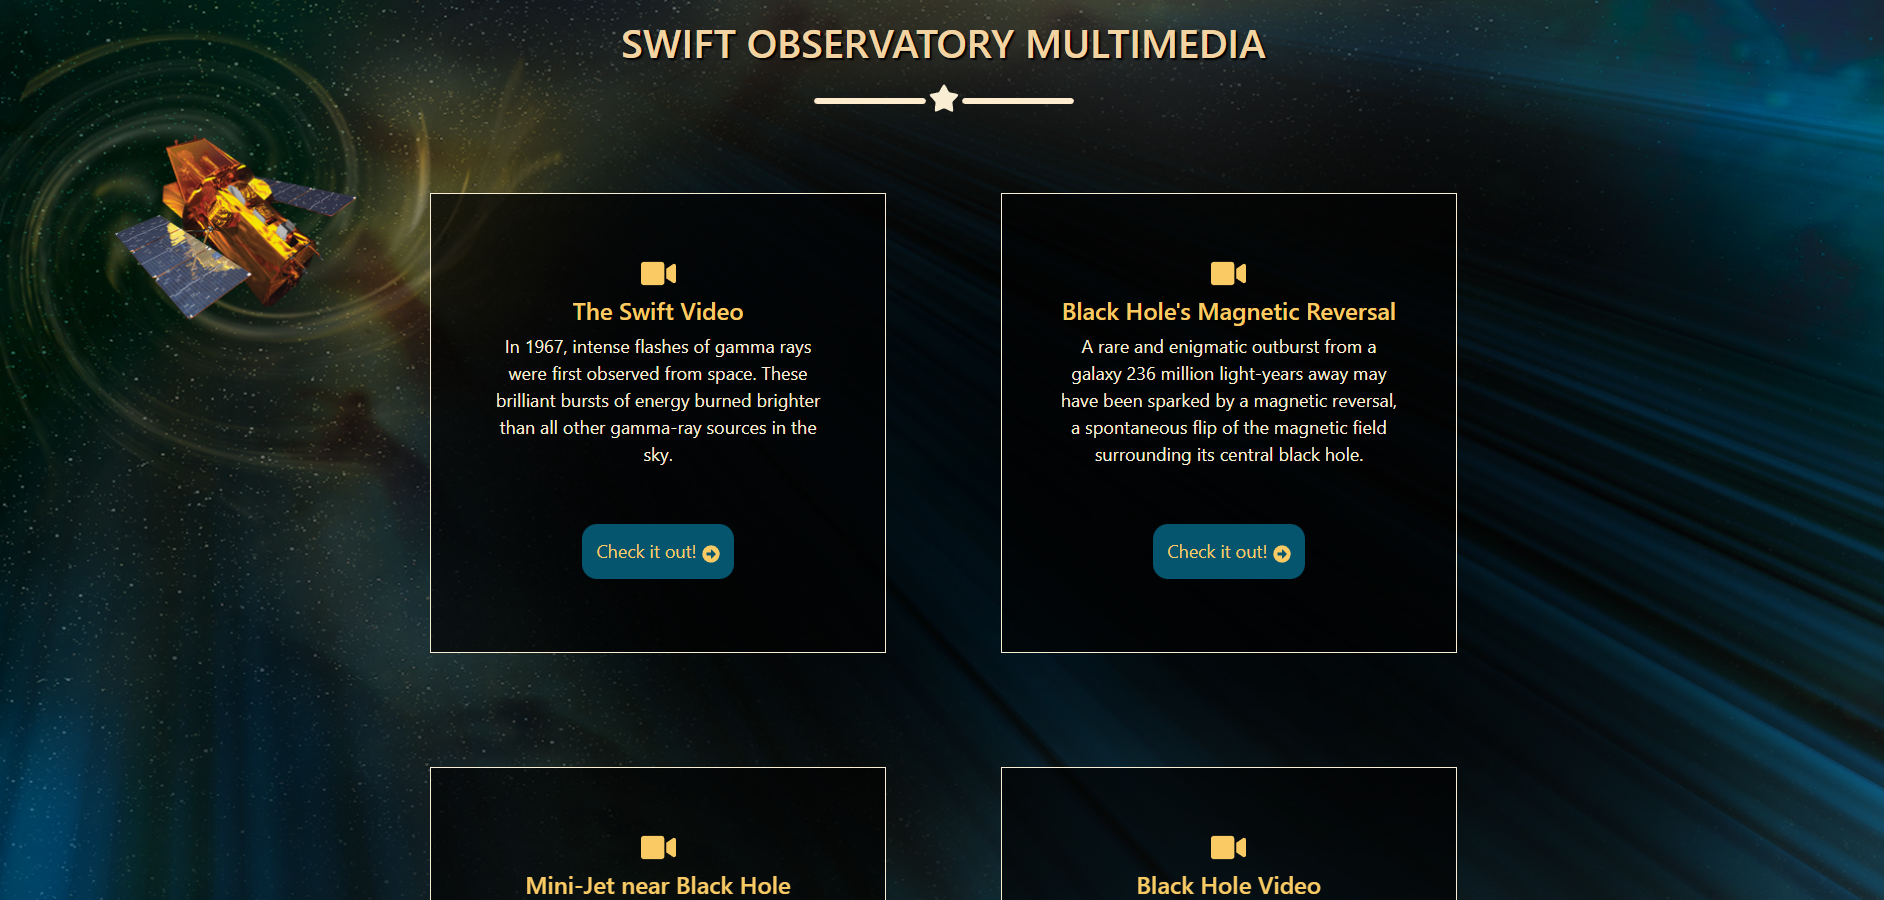 SWIFT OBSERVATORY MULTIMEDIA
The Swift Video
In 1967, intense flashes of gamma rays
were first observed from space. These
brilliant bursts of energy burned brighter
than all other gamma-ray sources in the
sky.
Check it out!
Black Hole's Magnetic Reversal
A rare and enigmatic outburst from a
galaxy 236 million light-years away may
have been sparked by a magnetic reversal,
a spontaneous flip of the magnetic field
surrounding its central black hole.
Check it out!
Mini-Jet near Black Hole
Black Hole Video